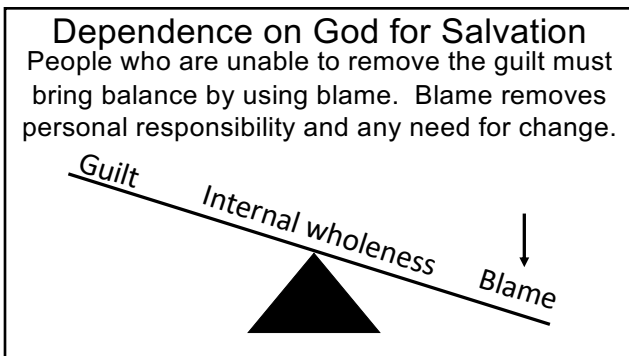 Dependence on God for Salvation
People who are unable to remove the guilt must
bring balance by using blame.  Blame removes
personal responsibility and any need for change.
Guilt
Internal wholeness
Blame